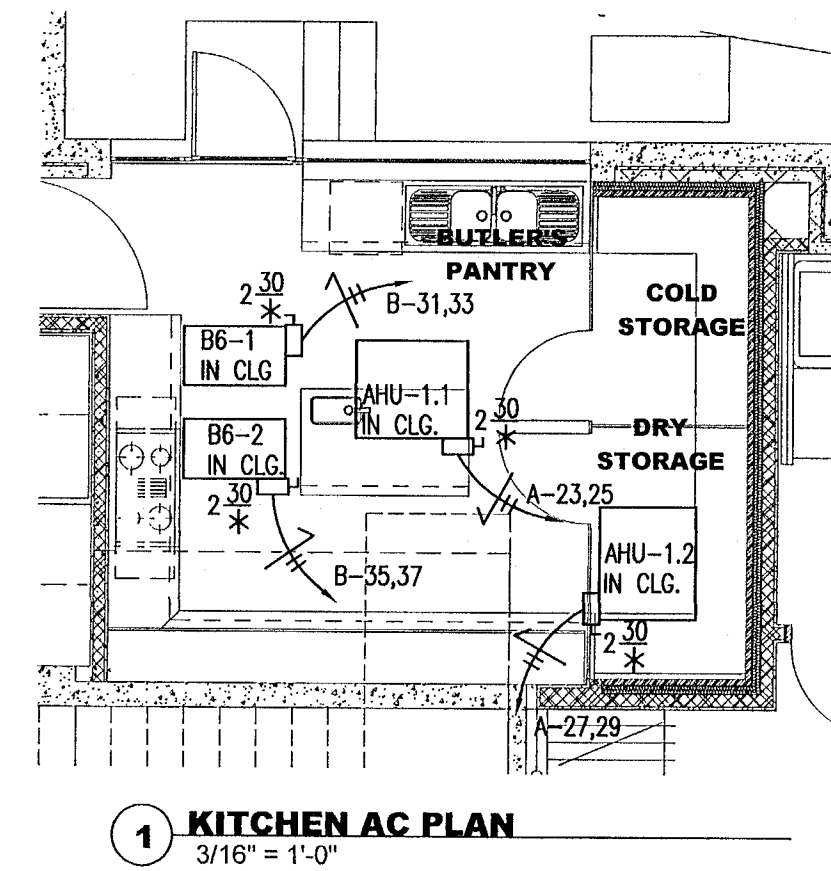 BUTLER'S
PANTRY
COLD
STORAGE
2 30
*
B-31,33
B6-1
IN CLG
AHU-1.1
IN CLG.
2 30
*
DRY
STORAGE
B6-2
IN CLG.
2 30
*
A-23,25
AHU-1.2
IN CLG.
B-35,37
2 30
*
A-27,29
1 KITCHEN AC PLAN
3/16" = 1'-0"